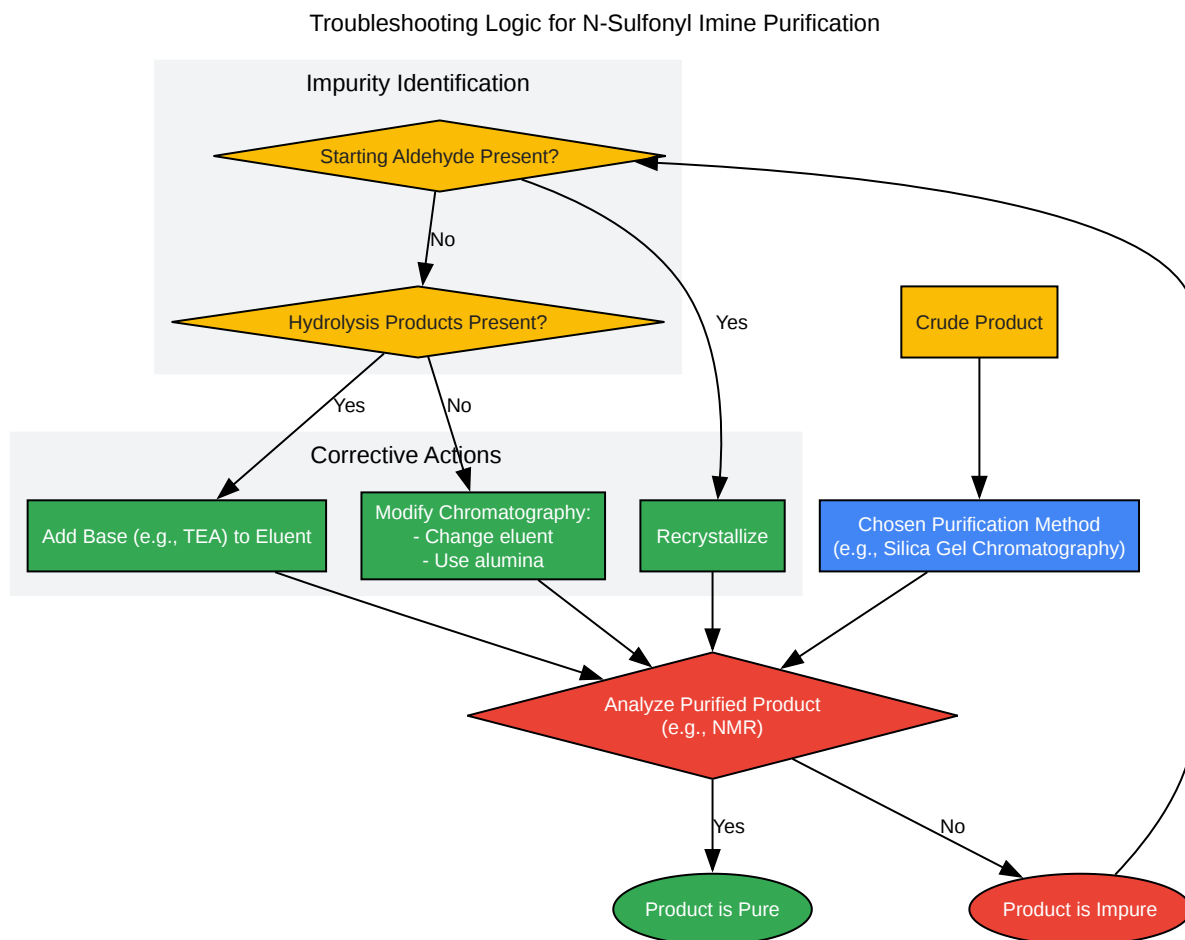 Troubleshooting Logic for N-Sulfonyl Imine Purification
Impurity Identification
Starting Aldehyde Present?
No
Hydrolysis Products Present?
Yes
Crude Product
Yes
No
Corrective Actions
Add Base (e.g., TEA) to Eluent
Modify Chromatography:
- Change eluent
- Use alumina
Recrystallize
Chosen Purification Method
(e.g., Silica Gel Chromatography)
Analyze Purified Product
(e.g., NMR)
Yes
No
Product is Pure
Product is Impure